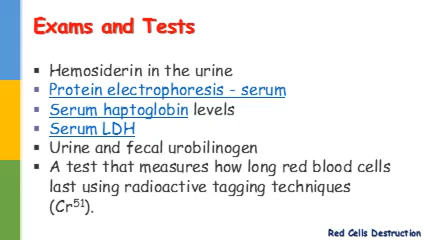 Exams and Tests
▪ Hemosiderin in the urine
▪ Protein electrophoresis - serum
▪ Serum haptoglobin levels
▪ Serum LDH
▪ Urine and fecal urobilinogen
▪ A test that measures how long red blood cells
last using radioactive tagging techniques
(Cr⁵¹).
Red Cells Destruction